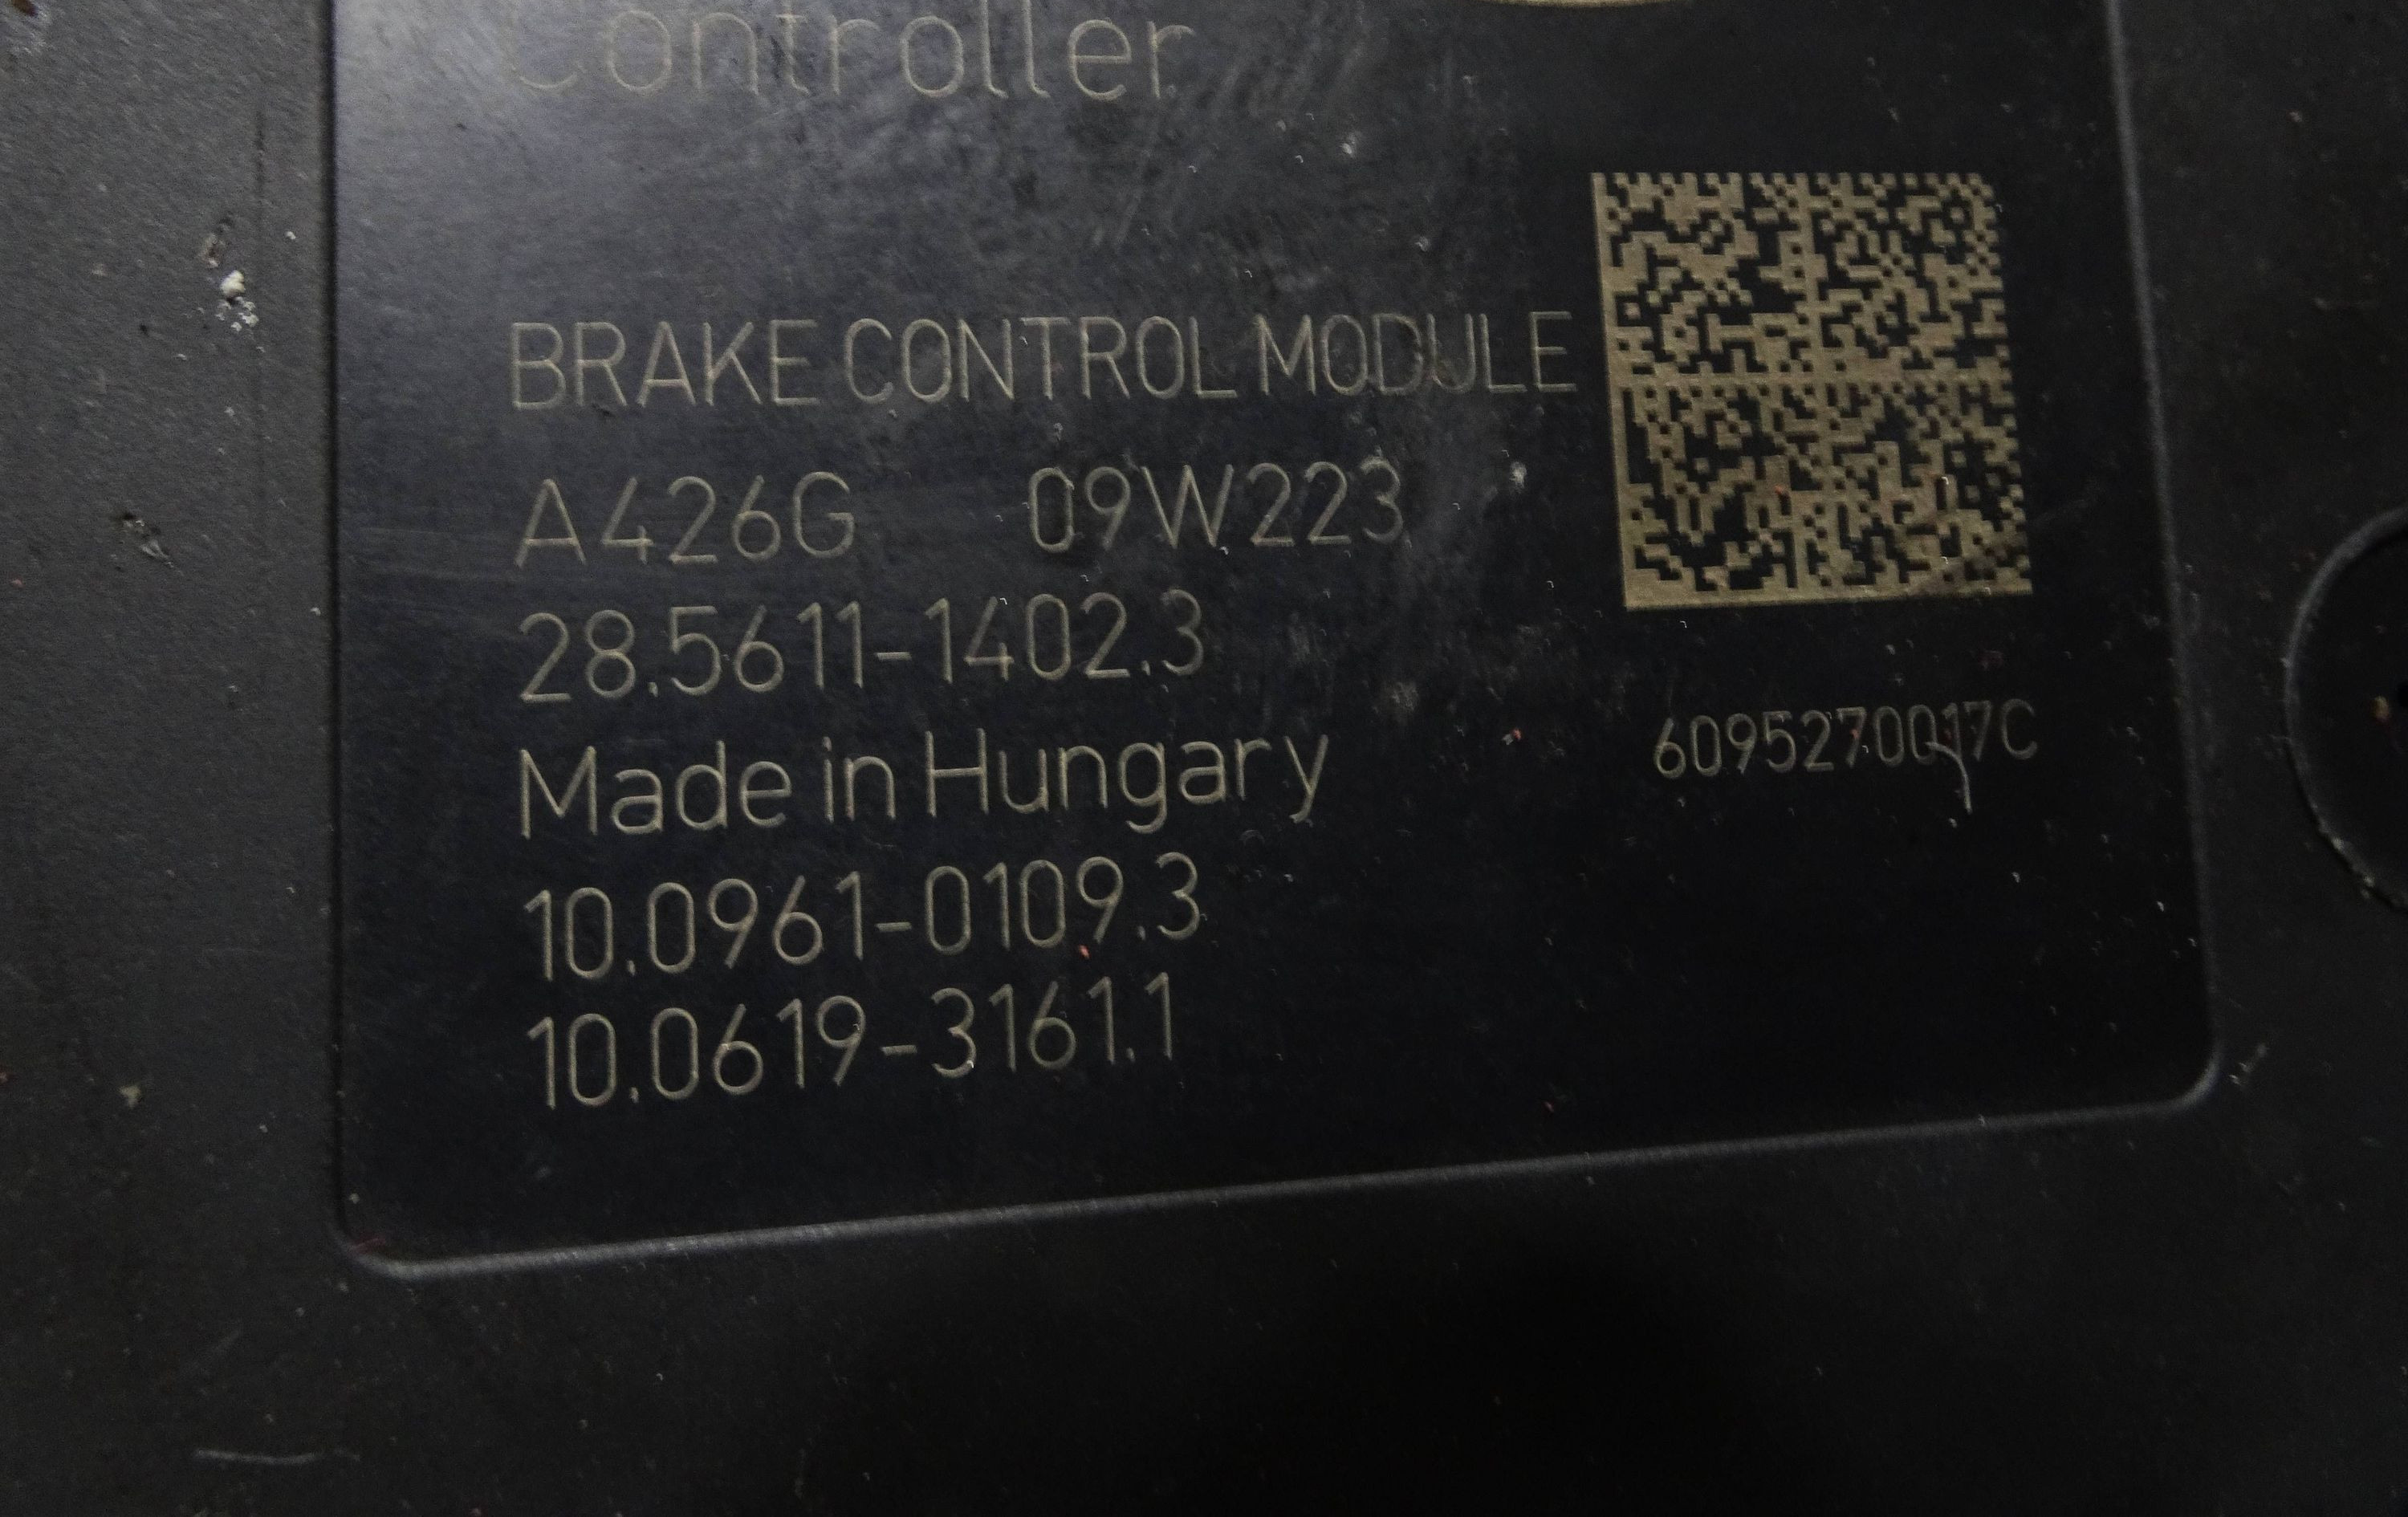 Controller
BRAKE CONTROL MODULE
A426G 09W223
28.5611-1402.3
Made in Hungary
10.0961-0109.3
10.0619-3161.1
6095270017C